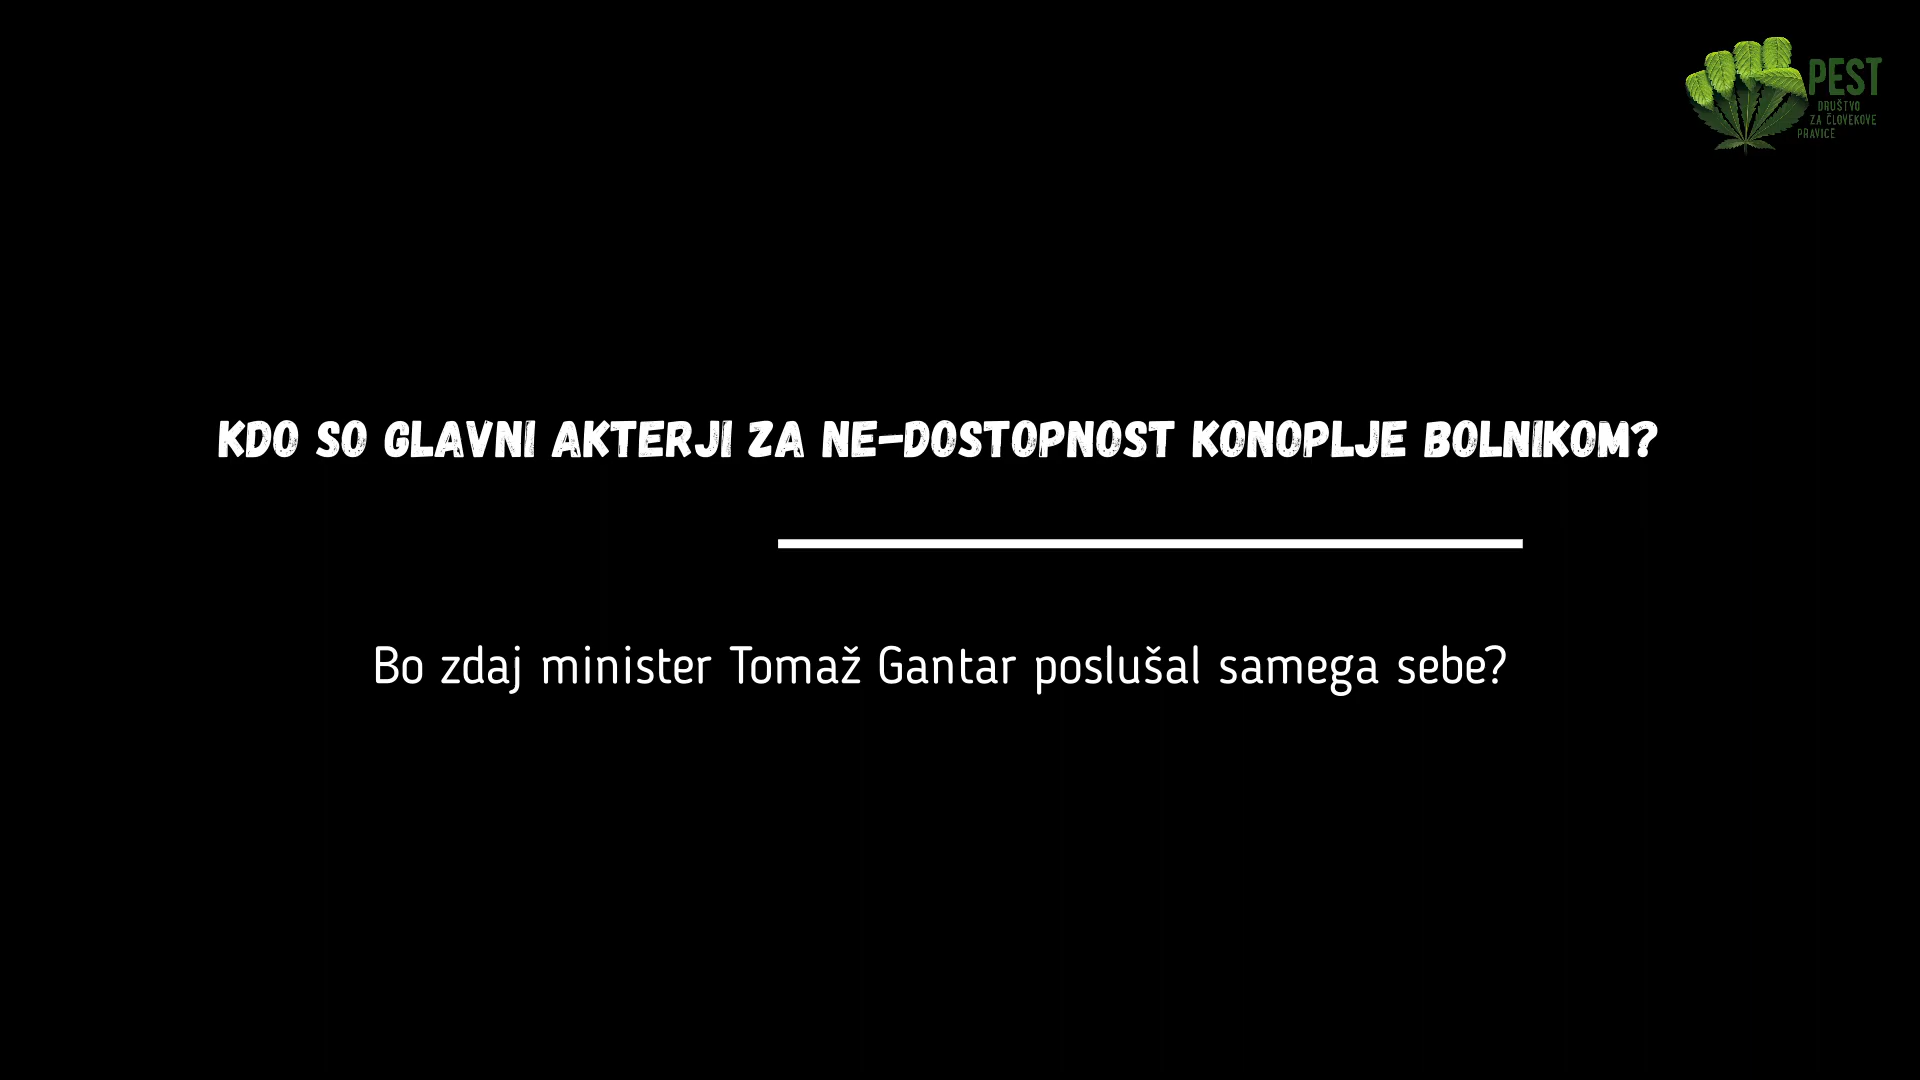 PEST
DRUŠTVO
ZA ČLOVEKOVE
PRAVICE
KDO SO GLAVNI AKTERJI ZA NE-DOSTOPNOST KONOPLJE BOLNIKOM?
Bo zdaj minister Tomaž Gantar poslušal samega sebe?